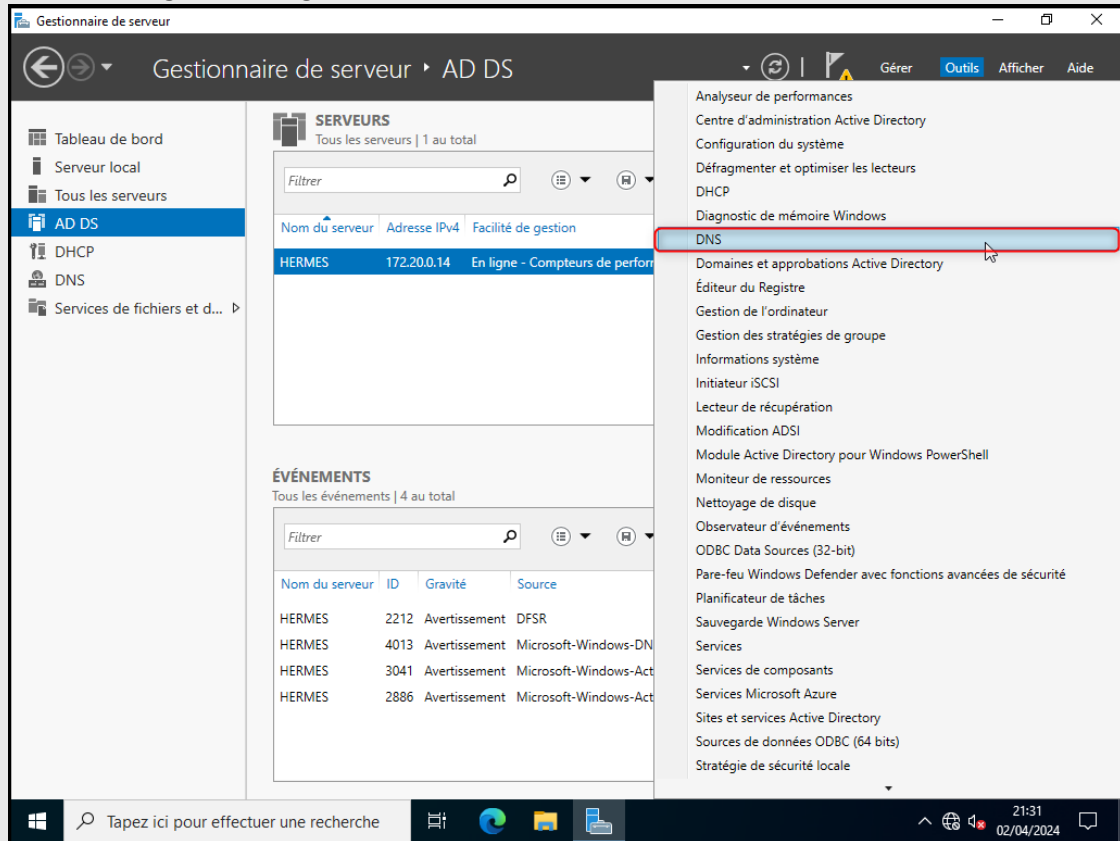 Gestionnaire de serveur
Gestionnaire de serveur AD DS
Gérer Outils Afficher Aide
Tableau de bord
Serveur local
Tous les serveurs
AD DS
DHCP
DNS
Services de fichiers et d...
SERVEURS
Tous les serveurs | 1 au total
Filtrer
Nom du serveur Adresse IPv4 Facilité de gestion
HERMES 172.20.0.14 En ligne - Compteurs de perfor
ÉVÉNEMENTS
Tous les événements | 4 au total
Filtrer
Nom du serveur ID Gravité Source
HERMES 2212 Avertissement DFSR
HERMES 4013 Avertissement Microsoft-Windows-DN
HERMES 3041 Avertissement Microsoft-Windows-Act
HERMES 2886 Avertissement Microsoft-Windows-Act
Analyseur de performances
Centre d'administration Active Directory
Configuration du système
Défragmenter et optimiser les lecteurs
DHCP
Diagnostic de mémoire Windows
DNS
Domaines et approbations Active Directory
Éditeur du Registre
Gestion de l'ordinateur
Gestion des stratégies de groupe
Informations système
Initiateur iSCSI
Lecteur de récupération
Modification ADSI
Module Active Directory pour Windows PowerShell
Moniteur de ressources
Nettoyage de disque
Observateur d'événements
ODBC Data Sources (32-bit)
Pare-feu Windows Defender avec fonctions avancées de sécurité
Planificateur de tâches
Sauvegarde Windows Server
Services
Services de composants
Services Microsoft Azure
Sites et services Active Directory
Sources de données ODBC (64 bits)
Stratégie de sécurité locale
Tapez ici pour effectuer une recherche
21:31
02/04/2024